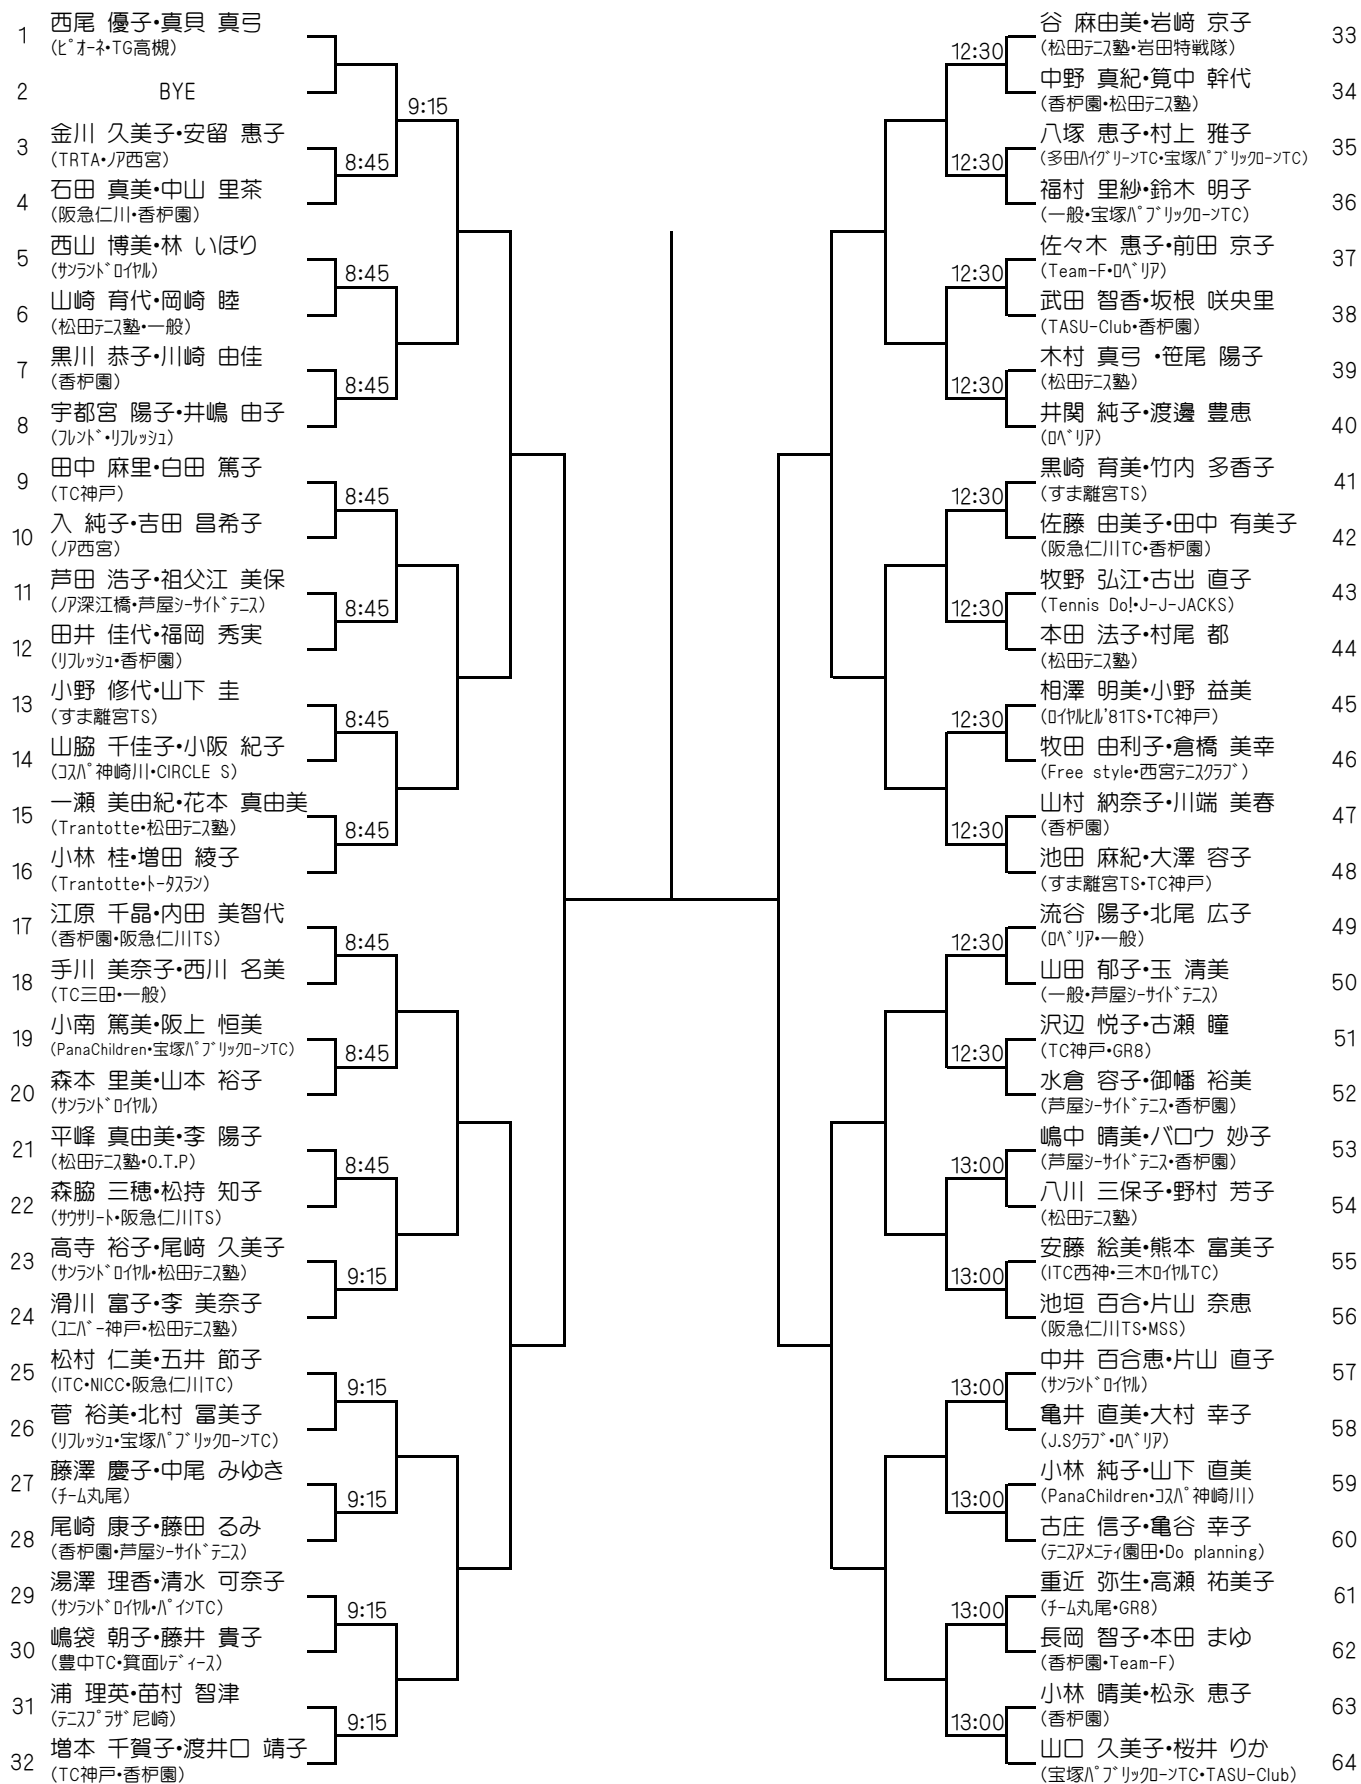 1 西尾 優子・真貝 真弓
(ﾋﾟｵｰﾈ・TG高槻)
2 BYE
9:15
3 金川 久美子・安留 恵子
(TRTA・ﾉｱ西宮)
8:45
4 石田 真美・中山 里茶
(阪急仁川・香枦園)
5 西山 博美・林 いほり
(ｻﾝﾗﾝﾄﾞﾛｲﾔﾙ)
8:45
6 山崎 育代・岡崎 睦
(松田ﾃﾆｽ塾・一般)
7 黒川 恭子・川崎 由佳
(香枦園)
8:45
8 宇都宮 陽子・井嶋 由子
(ﾌﾚﾝﾄﾞ・ﾘﾌﾚｯｼｭ)
9 田中 麻里・白田 篤子
(TC神戸)
8:45
10 入 純子・吉田 昌希子
(ﾉｱ西宮)
11 芦田 浩子・祖父江 美保
(ﾉｱ深江橋・芦屋ｼｰｻｲﾄﾞﾃﾆｽ)
8:45
12 田井 佳代・福岡 秀実
(ﾘﾌﾚｯｼｭ・香枦園)
13 小野 修代・山下 圭
(すま離宮TS)
8:45
14 山脇 千佳子・小阪 紀子
(ｺｽﾊﾟ神崎川・CIRCLE S)
15 一瀬 美由紀・花本 真由美
(Trantotte・松田ﾃﾆｽ塾)
8:45
16 小林 桂・増田 綾子
(Trantotte・ﾄｰﾀｽﾗﾝ)
17 江原 千晶・内田 美智代
(香枦園・阪急仁川TS)
8:45
18 手川 美奈子・西川 名美
(TC三田・一般)
19 小南 篤美・阪上 恒美
(PanaChildren・宝塚ﾊﾟﾌﾞﾘｯｸﾛｰﾝTC)
8:45
20 森本 里美・山本 裕子
(ｻﾝﾗﾝﾄﾞﾛｲﾔﾙ)
21 平峰 真由美・李 陽子
(松田ﾃﾆｽ塾・O.T.P)
8:45
22 森脇 三穂・松持 知子
(ｻｳｻﾘｰﾄ・阪急仁川TS)
23 高寺 裕子・尾﨑 久美子
(ｻﾝﾗﾝﾄﾞﾛｲﾔﾙ・松田ﾃﾆｽ塾)
9:15
24 滑川 富子・李 美奈子
(ﾕﾆﾊﾞｰ神戸・松田ﾃﾆｽ塾)
25 松村 仁美・五井 節子
(ITC・NICC・阪急仁川TC)
9:15
26 菅 裕美・北村 冨美子
(ﾘﾌﾚｯｼｭ・宝塚ﾊﾟﾌﾞﾘｯｸﾛｰﾝTC)
27 藤澤 慶子・中尾 みゆき
(ﾁｰﾑ丸尾)
9:15
28 尾崎 康子・藤田 るみ
(香枦園・芦屋ｼｰｻｲﾄﾞﾃﾆｽ)
29 湯澤 理香・清水 可奈子
(ｻﾝﾗﾝﾄﾞﾛｲﾔﾙ・ﾊﾟｲﾝTC)
9:15
30 嶋袋 朝子・藤井 貴子
(豊中TC・箕面ﾚﾃﾞｨｰｽ)
31 浦 理英・苗村 智津
(ﾃﾆｽﾌﾟﾗｻﾞ尼崎)
9:15
32 増本 千賀子・渡井口 靖子
(TC神戸・香枦園)
谷 麻由美・岩﨑 京子 33
(松田ﾃﾆｽ塾・岩田特戦隊)
12:30
中野 真紀・筧中 幹代 34
(香枦園・松田ﾃﾆｽ塾)
八塚 恵子・村上 雅子 35
(多田ﾊｲｸﾞﾘｰﾝTC・宝塚ﾊﾟﾌﾞﾘｯｸﾛｰﾝTC)
12:30
福村 里紗・鈴木 明子 36
(一般・宝塚ﾊﾟﾌﾞﾘｯｸﾛｰﾝTC)
佐々木 惠子・前田 京子 37
(Team-F・ﾛﾍﾞﾘｱ)
12:30
武田 智香・坂根 咲央里 38
(TASU-Club・香枦園)
木村 真弓 ・笹尾 陽子 39
(松田ﾃﾆｽ塾)
12:30
井関 純子・渡邊 豊恵 40
(ﾛﾍﾞﾘｱ)
黒崎 育美・竹内 多香子 41
(すま離宮TS)
12:30
佐藤 由美子・田中 有美子 42
(阪急仁川TC・香枦園)
牧野 弘江・古出 直子 43
(Tennis Do!・J-J-JACKS)
12:30
本田 法子・村尾 都 44
(松田ﾃﾆｽ塾)
相澤 明美・小野 益美 45
(ﾛｲﾔﾙﾋﾙ'81TS・TC神戸)
12:30
牧田 由利子・倉橋 美幸 46
(Free style・西宮ﾃﾆｽｸﾗﾌﾞ)
山村 納奈子・川端 美春 47
(香枦園)
12:30
池田 麻紀・大澤 容子 48
(すま離宮TS・TC神戸)
流谷 陽子・北尾 広子 49
(ﾛﾍﾞﾘｱ・一般)
12:30
山田 郁子・玉 清美 50
(一般・芦屋ｼｰｻｲﾄﾞﾃﾆｽ)
沢辺 悦子・古瀬 瞳 51
(TC神戸・GR8)
12:30
水倉 容子・御幡 裕美 52
(芦屋ｼｰｻｲﾄﾞﾃﾆｽ・香枦園)
嶋中 晴美・バロウ 妙子 53
(芦屋ｼｰｻｲﾄﾞﾃﾆｽ・香枦園)
13:00
八川 三保子・野村 芳子 54
(松田ﾃﾆｽ塾)
安藤 絵美・熊本 富美子 55
(ITC西神・三木ﾛｲﾔﾙTC)
13:00
池垣 百合・片山 奈恵 56
(阪急仁川TS・MSS)
中井 百合恵・片山 直子 57
(ｻﾝﾗﾝﾄﾞﾛｲﾔﾙ)
13:00
亀井 直美・大村 幸子 58
(J.Sｸﾗﾌﾞ・ﾛﾍﾞﾘｱ)
小林 純子・山下 直美 59
(PanaChildren・ｺｽﾊﾟ神崎川)
13:00
古庄 信子・亀谷 幸子 60
(ﾃﾆｽｱﾒﾆﾃｨ園田・Do planning)
重近 弥生・高瀬 祐美子 61
(ﾁｰﾑ丸尾・GR8)
13:00
長岡 智子・本田 まゆ 62
(香枦園・Team-F)
小林 晴美・松永 恵子 63
(香枦園)
13:00
山口 久美子・桜井 りか 64
(宝塚ﾊﾟﾌﾞﾘｯｸﾛｰﾝTC・TASU-Club)